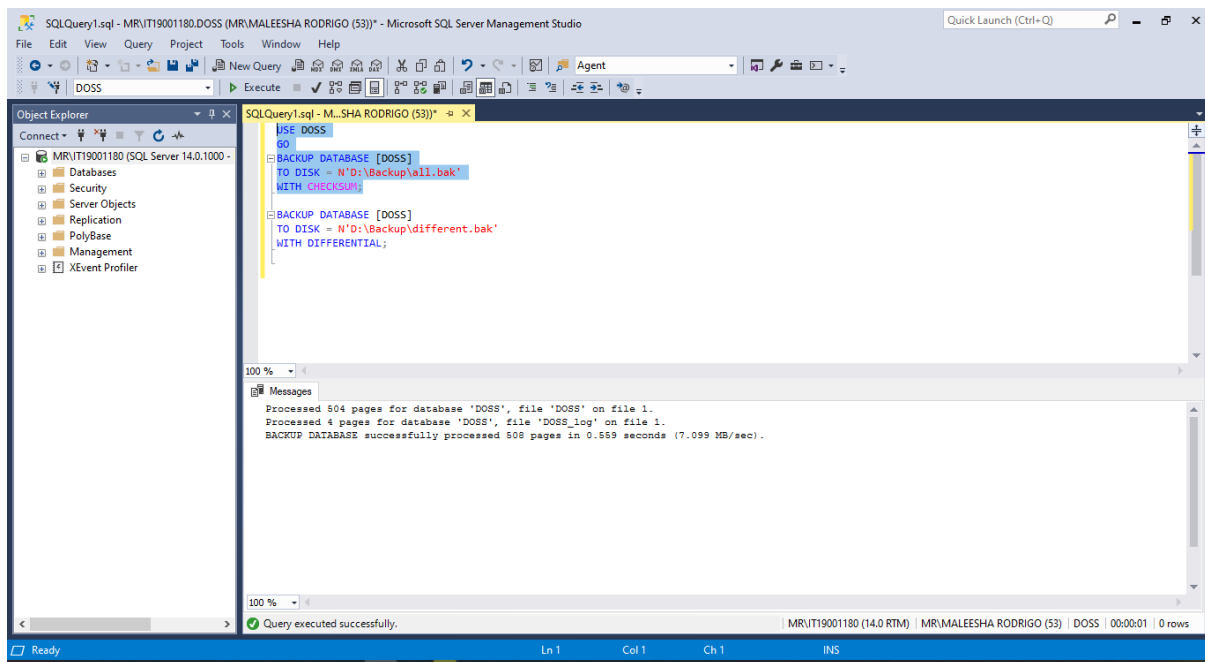 SQLQuery1.sql - MR\IT19001180.DOSS (MR\MALEESHA RODRIGO (53))* - Microsoft SQL Server Management Studio
Quick Launch (Ctrl+Q)
File Edit View Query Project Tools Window Help
New Query MDX DMX XMLA DAX Agent
DOSS Execute
Object Explorer
SQLQuery1.sql - M...SHA RODRIGO (53))*
Connect
MR\IT19001180 (SQL Server 14.0.1000 -
Databases
Security
Server Objects
Replication
PolyBase
Management
XEvent Profiler
USE DOSS
GO
BACKUP DATABASE [DOSS]
TO DISK = N'D:\Backup\all.bak'
WITH CHECKSUM;
BACKUP DATABASE [DOSS]
TO DISK = N'D:\Backup\different.bak'
WITH DIFFERENTIAL;
100 %
Messages
Processed 504 pages for database 'DOSS', file 'DOSS' on file 1.
Processed 4 pages for database 'DOSS', file 'DOSS_log' on file 1.
BACKUP DATABASE successfully processed 508 pages in 0.559 seconds (7.099 MB/sec).
100 %
Query executed successfully.
MR\IT19001180 (14.0 RTM) MR\MALEESHA RODRIGO (53) DOSS 00:00:01 0 rows
Ready Ln 1 Col 1 Ch 1 INS